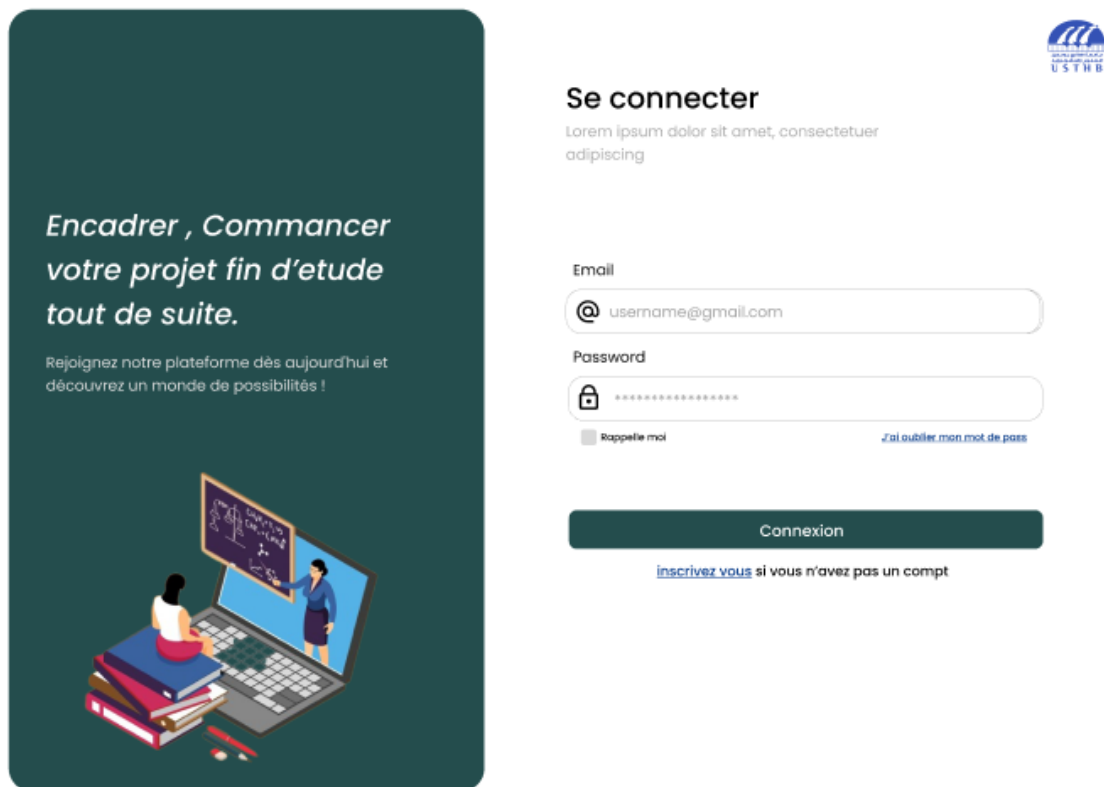 Encadrer , Commancer
votre projet fin d'etude
tout de suite.
Rejoignez notre plateforme dès aujourd'hui et
découvrez un monde de possibilités !
USTHB
Se connecter
Lorem ipsum dolor sit amet, consectetuer
adipiscing
Email
username@gmail.com
Password
*****************
Rappelle moi
J'ai oublier mon mot de pass
Connexion
inscrivez vous si vous n'avez pas un compt